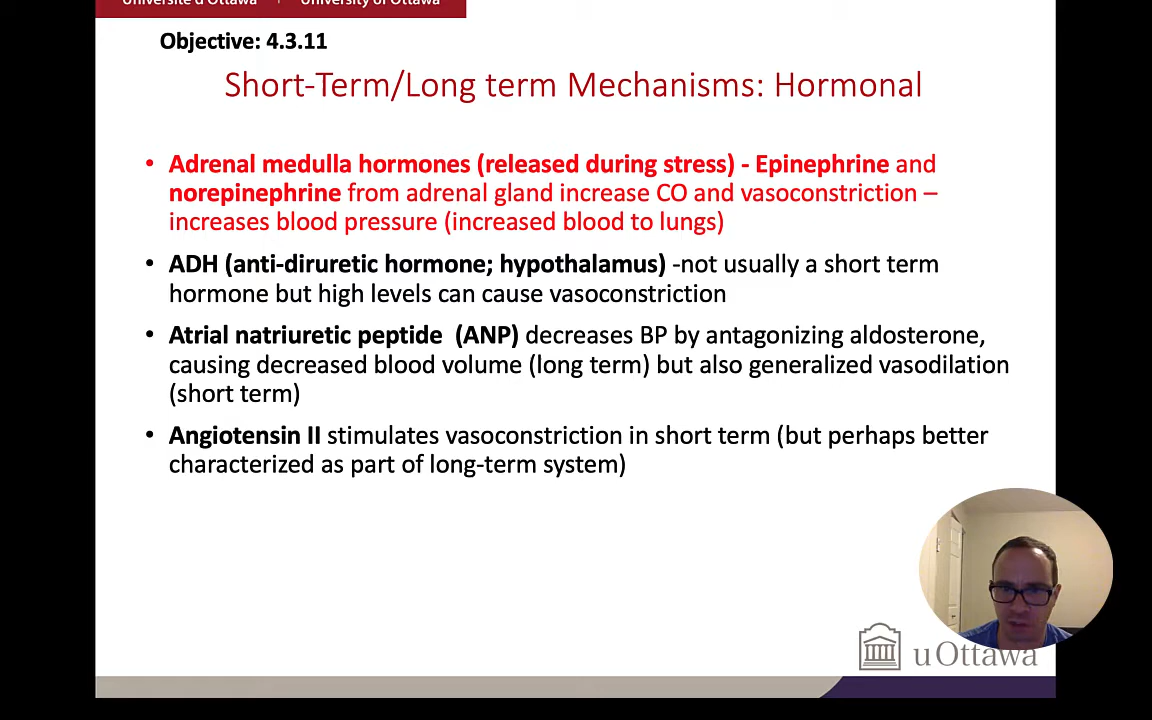 Université d'Ottawa | University of Ottawa
Objective: 4.3.11
Short-Term/Long term Mechanisms: Hormonal
• Adrenal medulla hormones (released during stress) - Epinephrine and
norepinephrine from adrenal gland increase CO and vasoconstriction –
increases blood pressure (increased blood to lungs)
• ADH (anti-diruretic hormone; hypothalamus) -not usually a short term
hormone but high levels can cause vasoconstriction
• Atrial natriuretic peptide (ANP) decreases BP by antagonizing aldosterone,
causing decreased blood volume (long term) but also generalized vasodilation
(short term)
• Angiotensin II stimulates vasoconstriction in short term (but perhaps better
characterized as part of long-term system)
uOttawa